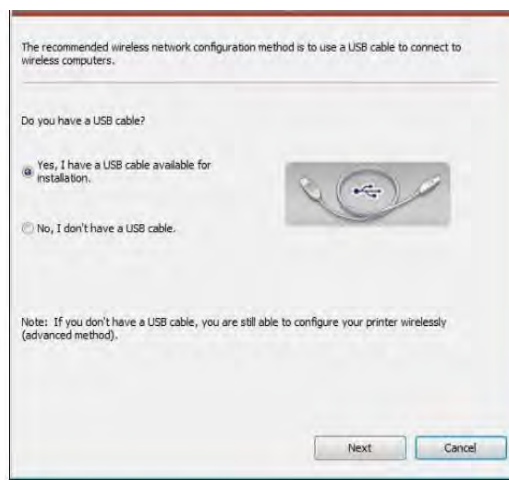 The recommended wireless network configuration method is to use a USB cable to connect to
wireless computers.
Do you have a USB cable?
Yes, I have a USB cable available for
installation.
No, I don't have a USB cable.
Note: If you don't have a USB cable, you are still able to configure your printer wirelessly
(advanced method).
Next Cancel